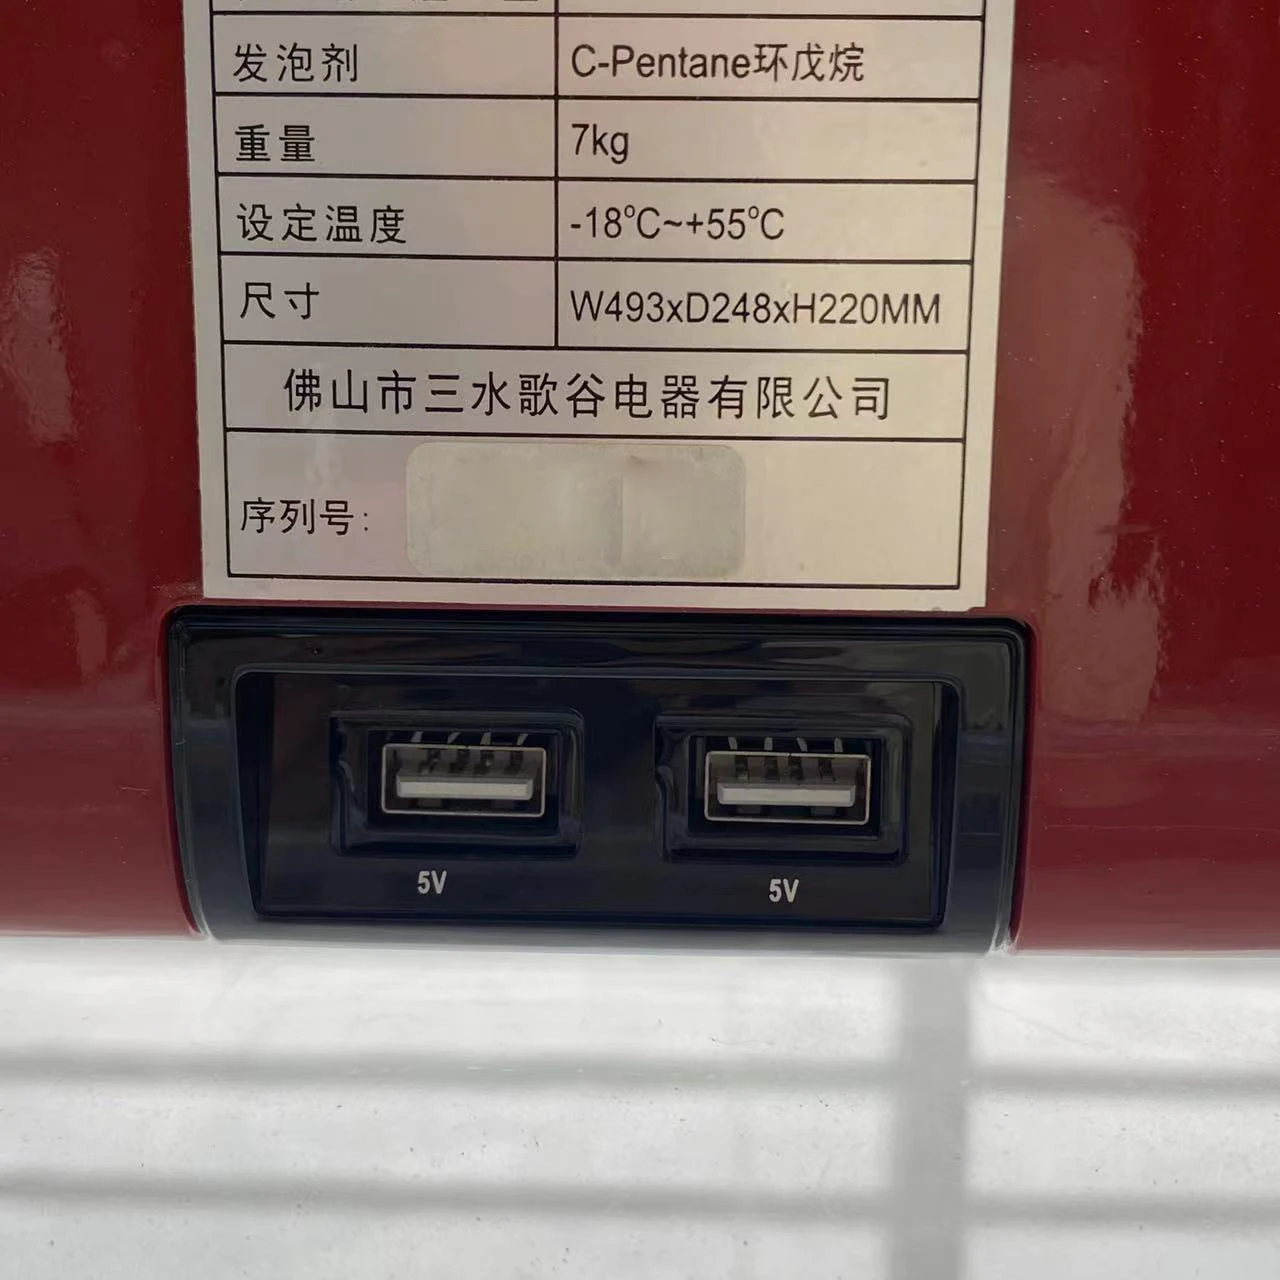 发泡剂 C-Pentane环戊烷
重量 7kg
设定温度 -18°C~+55°C
尺寸 W493xD248xH220MM
佛山市三水歌谷电器有限公司
序列号:
5V 5V